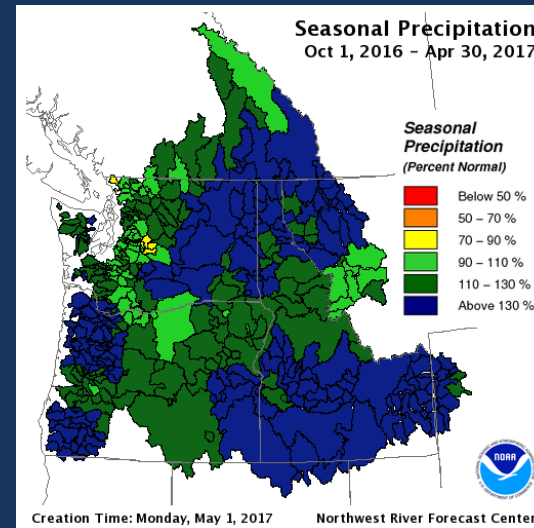 Seasonal Precipitation
Oct 1, 2016 - Apr 30, 2017
Seasonal
Precipitation
(Percent Normal)
Below 50 %
50 - 70 %
70 - 90 %
90 - 110 %
110 - 130 %
Above 130 %
NOAA
Creation Time: Monday, May 1, 2017
Northwest River Forecast Center